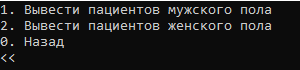 1. Вывести пациентов мужского пола
2. Вывести пациентов женского пола
0. Назад
<<